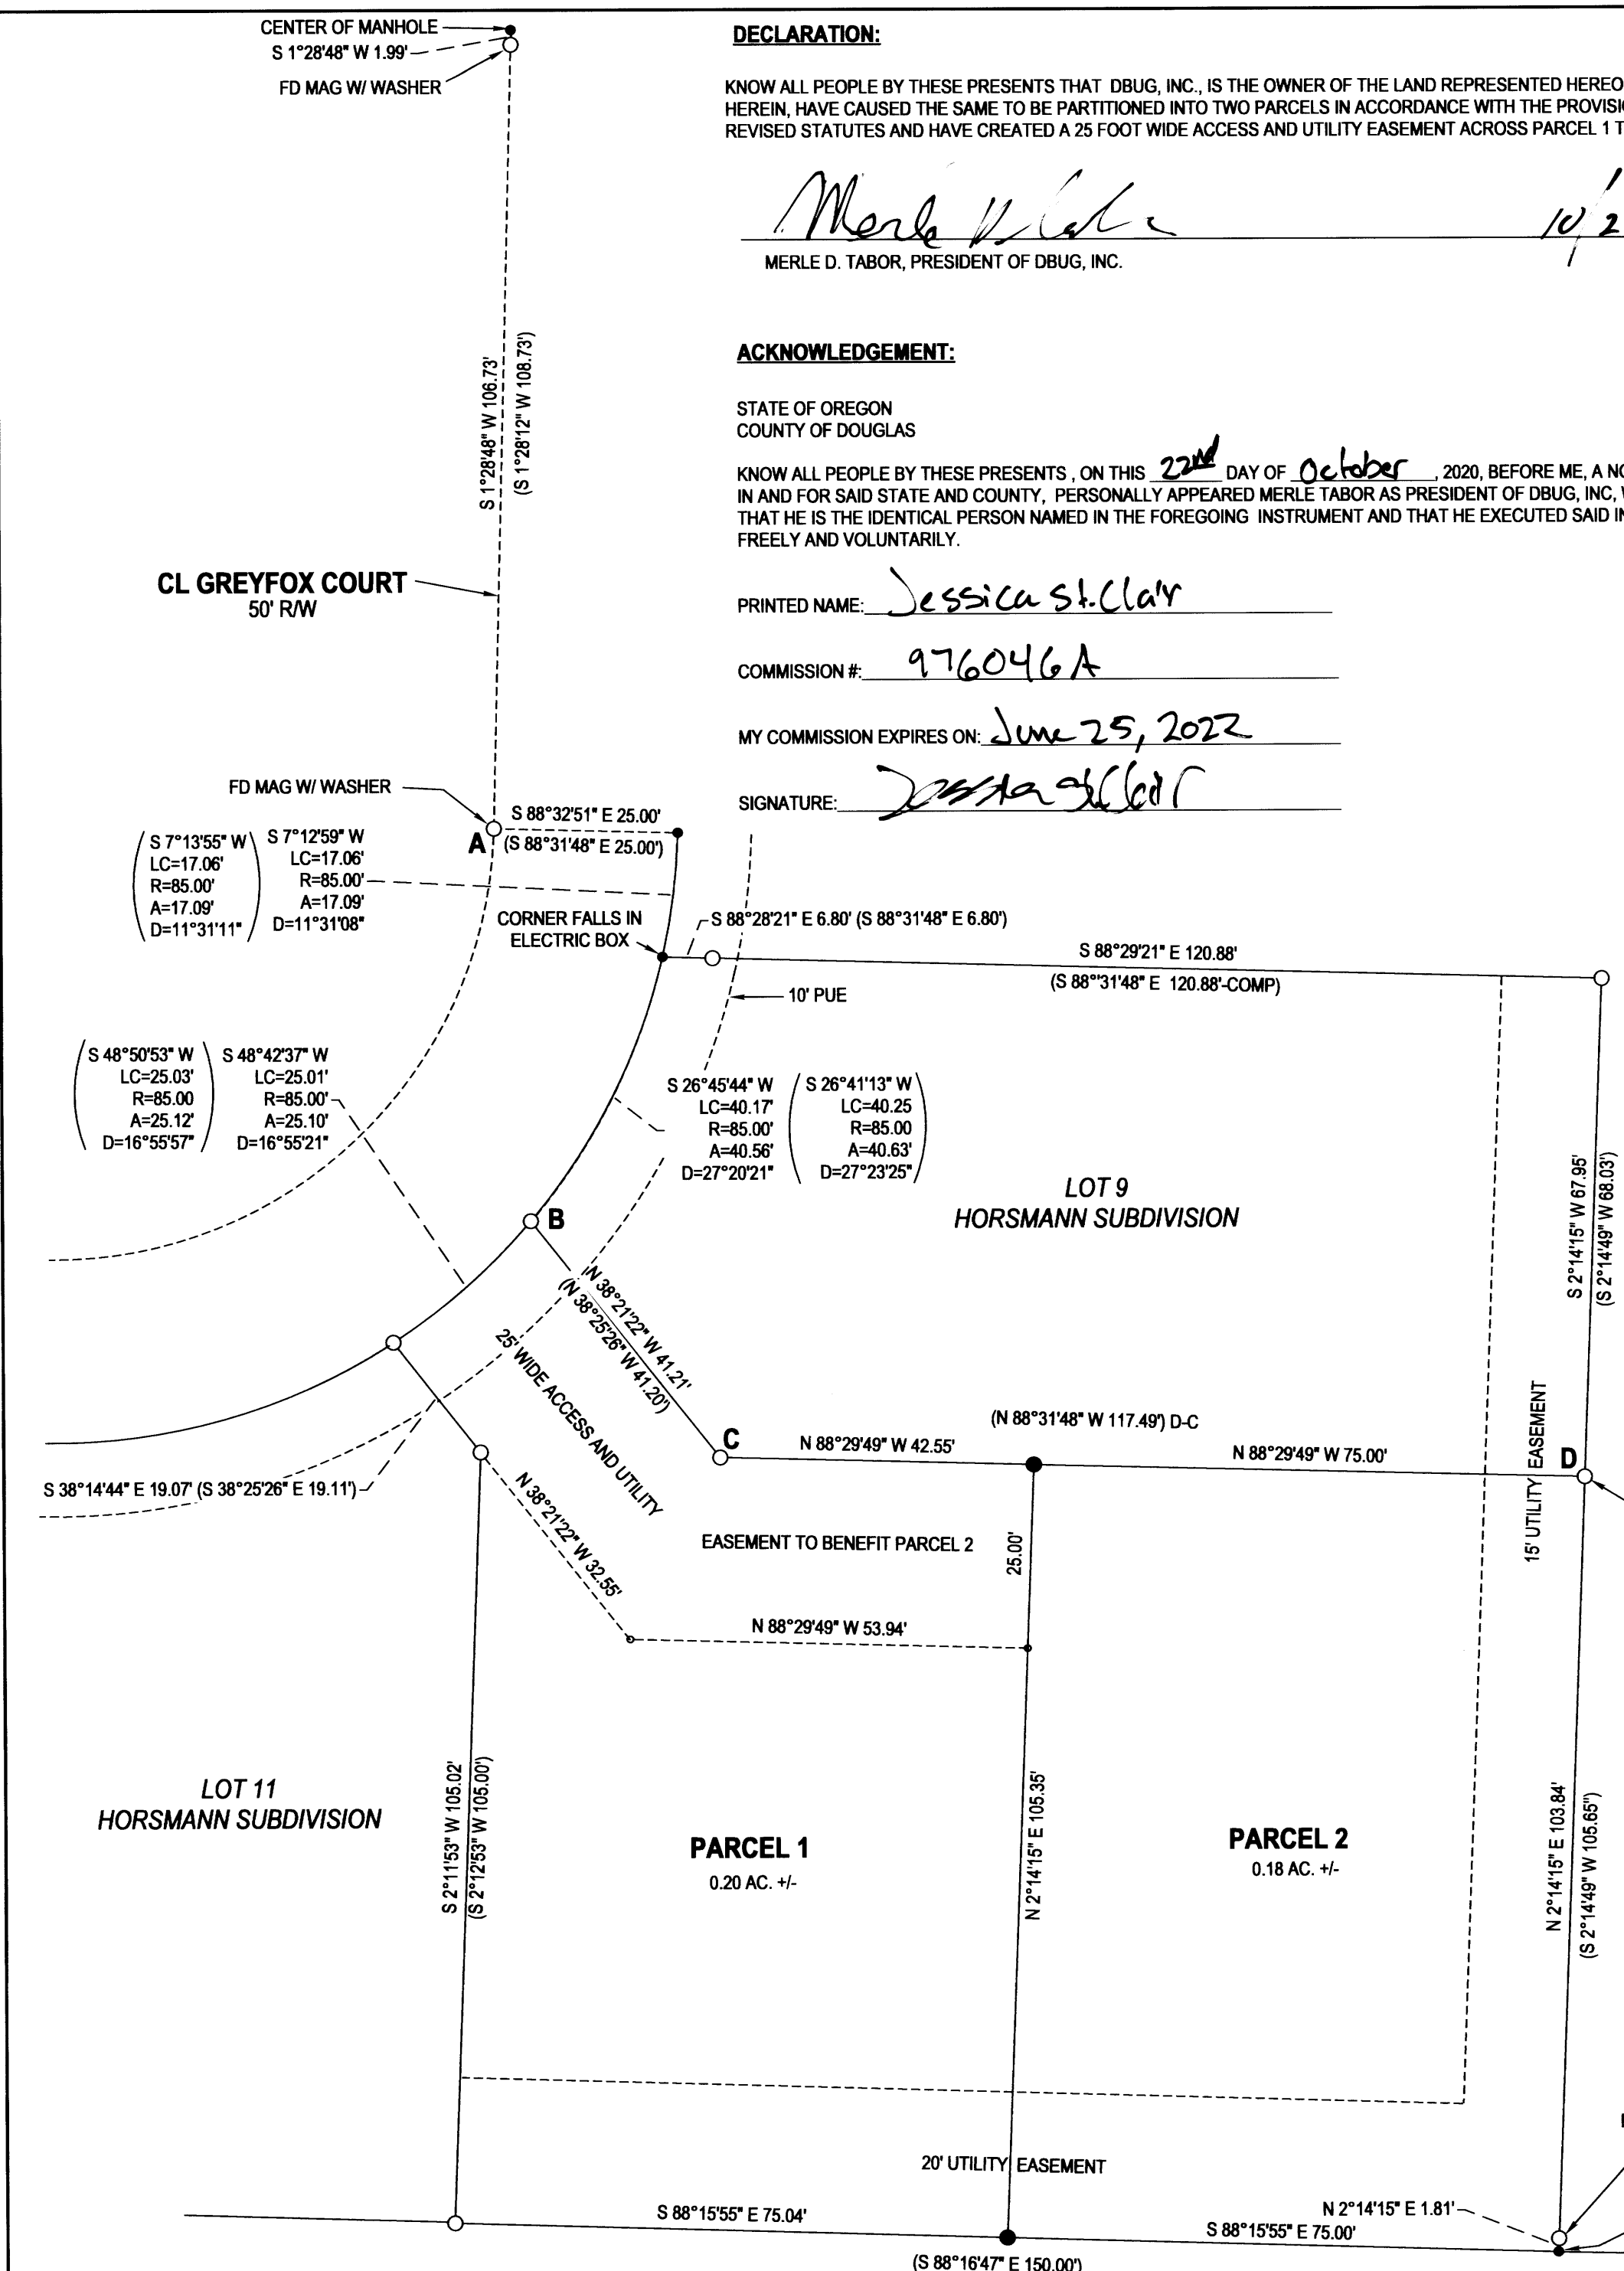 CENTER OF MANHOLE
S 1°28'48" W 1.99'
FD MAG W/ WASHER
DECLARATION:
KNOW ALL PEOPLE BY THESE PRESENTS THAT DBUG, INC., IS THE OWNER OF THE LAND REPRESENTED HEREO
HEREIN, HAVE CAUSED THE SAME TO BE PARTITIONED INTO TWO PARCELS IN ACCORDANCE WITH THE PROVISI
REVISED STATUTES AND HAVE CREATED A 25 FOOT WIDE ACCESS AND UTILITY EASEMENT ACROSS PARCEL 1 T
10/2
MERLE D. TABOR, PRESIDENT OF DBUG, INC.
S 1°28'48" W 106.73'
(S 1°28'12" W 108.73')
ACKNOWLEDGEMENT:
STATE OF OREGON
COUNTY OF DOUGLAS
KNOW ALL PEOPLE BY THESE PRESENTS , ON THIS 22nd DAY OF October , 2020, BEFORE ME, A NO
IN AND FOR SAID STATE AND COUNTY, PERSONALLY APPEARED MERLE TABOR AS PRESIDENT OF DBUG, INC,
THAT HE IS THE IDENTICAL PERSON NAMED IN THE FOREGOING INSTRUMENT AND THAT HE EXECUTED SAID IN
FREELY AND VOLUNTARILY.
CL GREYFOX COURT
50' R/W
PRINTED NAME: Jessica St.Clair
COMMISSION #: 976046A
MY COMMISSION EXPIRES ON: June 25, 2022
SIGNATURE: Jessica St Clair
FD MAG W/ WASHER
A
S 88°32'51" E 25.00'
(S 88°31'48" E 25.00')
(S 7°13'55" W
LC=17.06'
R=85.00'
A=17.09'
D=11°31'11")
S 7°12'59" W
LC=17.06'
R=85.00'
A=17.09'
D=11°31'08"
CORNER FALLS IN
ELECTRIC BOX
S 88°28'21" E 6.80' (S 88°31'48" E 6.80')
S 88°29'21" E 120.88'
(S 88°'31'48" E 120.88'-COMP)
10' PUE
(S 48°50'53" W
LC=25.03'
R=85.00
A=25.12'
D=16°55'57")
S 48°42'37" W
LC=25.01'
R=85.00'
A=25.10'
D=16°55'21"
S 26°45'44" W
LC=40.17'
R=85.00'
A=40.56'
D=27°20'21"
(S 26°41'13" W
LC=40.25
R=85.00
A=40.63'
D=27°23'25")
LOT 9
HORSMANN SUBDIVISION
S 2°14'15" W 67.95'
(S 2°14'49" W 68.03')
B
N 38°21'22" W 41.21'
(N 38°25'26" W 41.20')
25' WIDE ACCESS AND UTILITY
C
N 88°29'49" W 42.55'
(N 88°31'48" W 117.49') D-C
N 88°29'49" W 75.00'
15' UTILITY EASEMENT
D
S 38°14'44" E 19.07' (S 38°25'26" E 19.11')
N 38°21'22" W 32.55'
EASEMENT TO BENEFIT PARCEL 2
25.00'
N 88°29'49" W 53.94'
LOT 11
HORSMANN SUBDIVISION
S 2°11'53" W 105.02'
(S 2°12'53" W 105.00')
PARCEL 1
0.20 AC. +/-
N 2°14'15" E 105.35'
PARCEL 2
0.18 AC. +/-
N 2°14'15" E 103.84'
(S 2°14'49" W 105.65")
20' UTILITY EASEMENT
S 88°15'55" E 75.04'
N 2°14'15" E 1.81'
S 88°15'55" E 75.00'
(S 88°16'47" E 150.00')